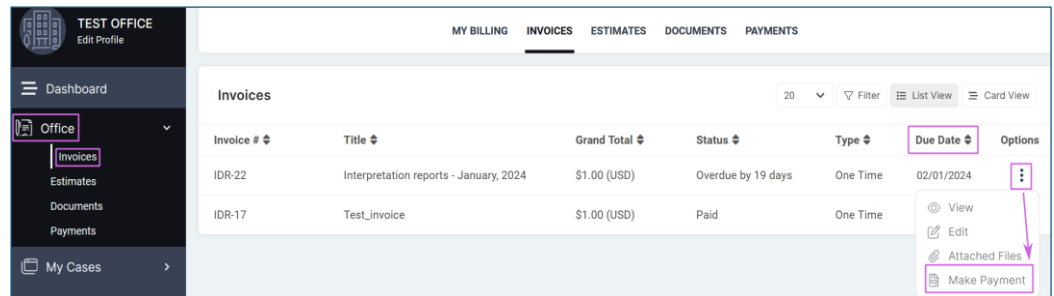 TEST OFFICE
Edit Profile
MY BILLING INVOICES ESTIMATES DOCUMENTS PAYMENTS
Dashboard
Office
Invoices
Estimates
Documents
Payments
My Cases
Invoices 20 Filter List View Card View
Invoice # Title Grand Total Status Type Due Date Options
IDR-22 Interpretation reports - January, 2024 $1.00 (USD) Overdue by 19 days One Time 02/01/2024
IDR-17 Test_invoice $1.00 (USD) Paid One Time
View
Edit
Attached Files
Make Payment